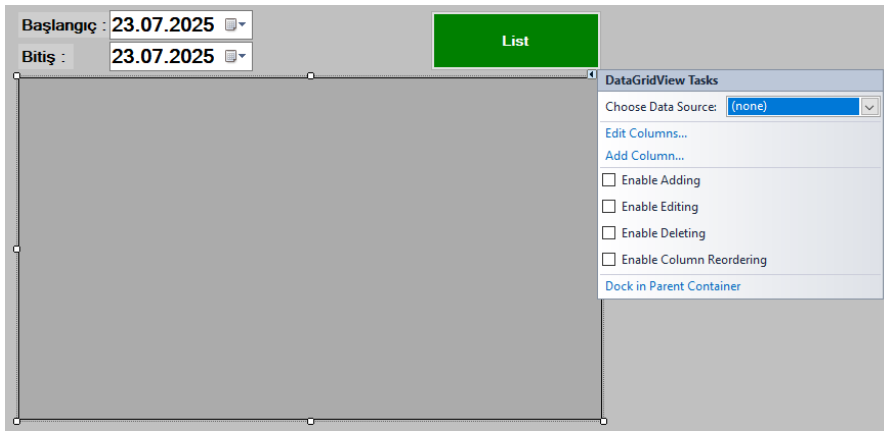 Başlangıç : 23.07.2025
List
Bitiş : 23.07.2025
DataGridView Tasks
Choose Data Source: (none)
Edit Columns...
Add Column...
Enable Adding
Enable Editing
Enable Deleting
Enable Column Reordering
Dock in Parent Container